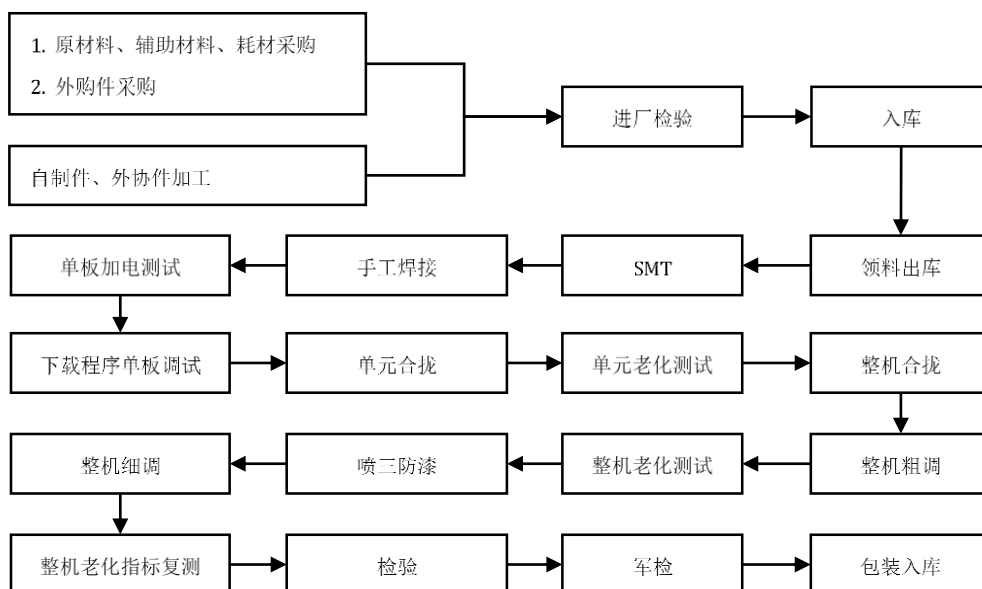 1. 原材料、辅助材料、耗材采购
2. 外购件采购
进厂检验
入库
自制件、外协件加工
单板加电测试
手工焊接
SMT
领料出库
下载程序单板调试
单元合拢
单元老化测试
整机合拢
整机细调
喷三防漆
整机老化测试
整机粗调
整机老化指标复测
检验
军检
包装入库